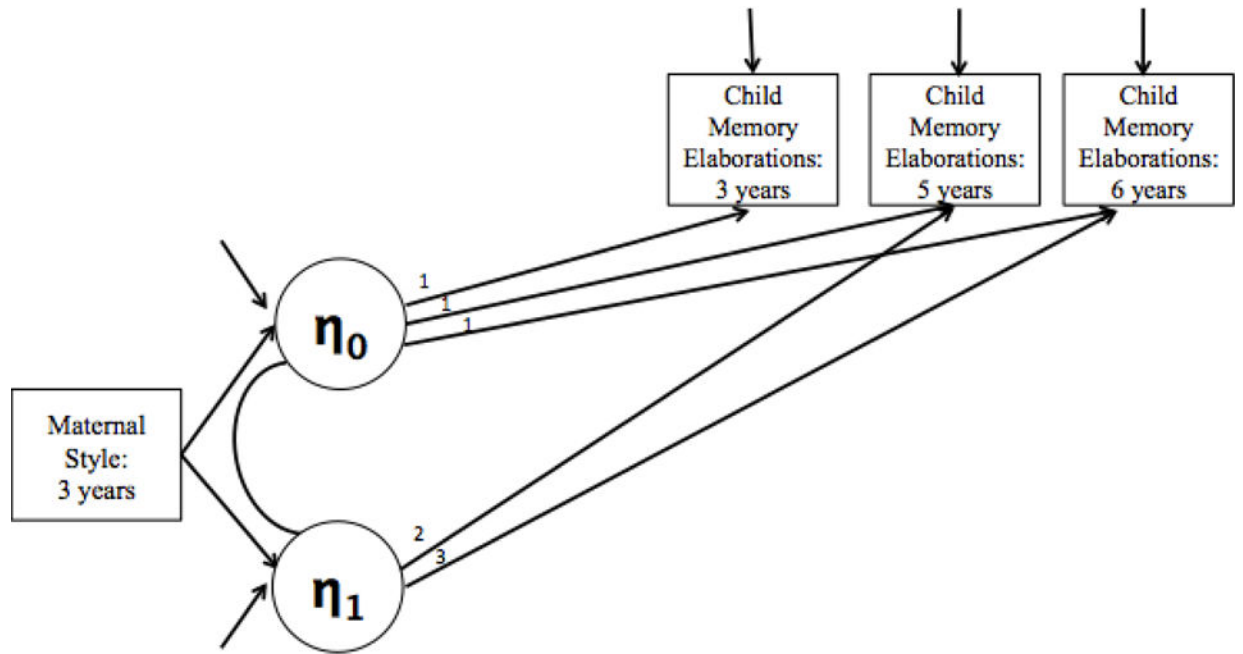 Child
Memory
Elaborations:
3 years
Child
Memory
Elaborations:
5 years
Child
Memory
Elaborations:
6 years
1
1
1
η₀
Maternal
Style:
3 years
2
3
η₁